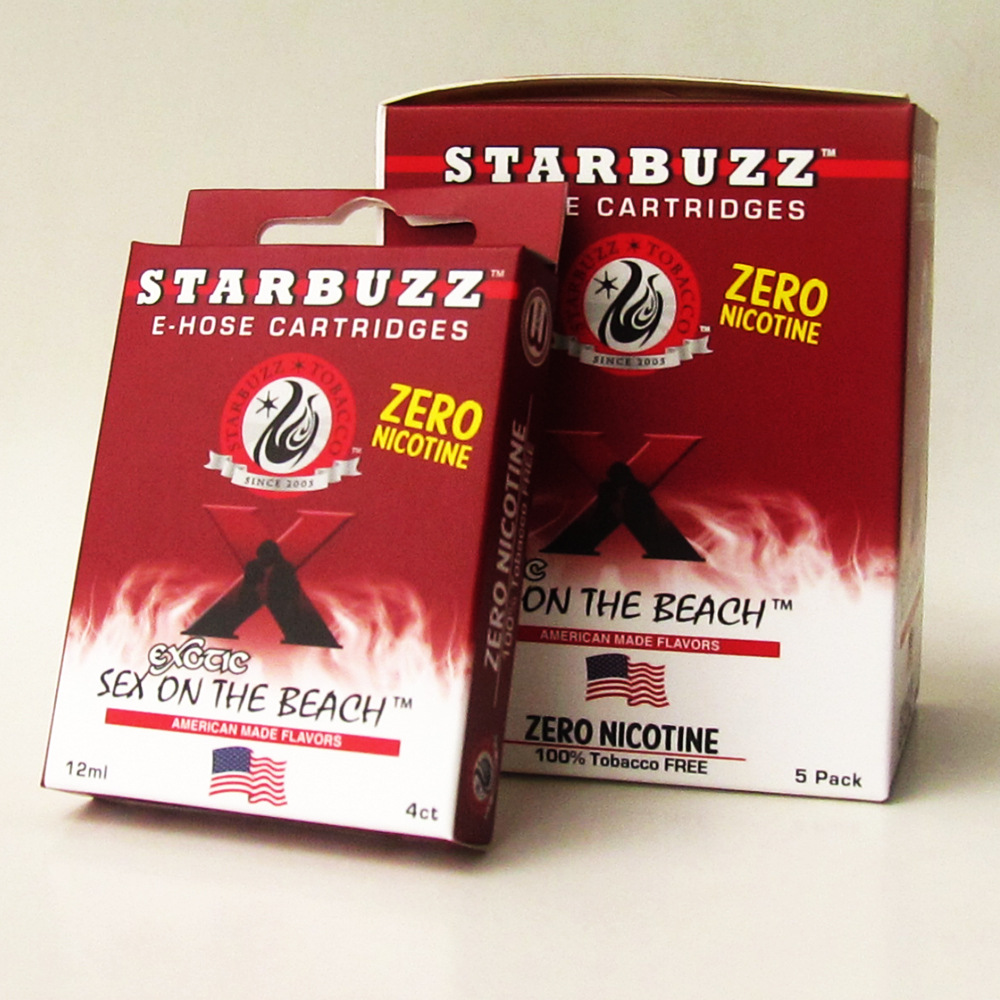 STARBUZZ™
E-HOSE CARTRIDGES
STARBUZZ ★ TOBACCO
SINCE 2005
™
ZERO
NICOTINE
X
EXOTIC
SEX ON THE BEACH™
AMERICAN MADE FLAVORS
12ml
4ct
ZERO NICOTINE
100% Tobacco FREE
STARBUZZ™
E CARTRIDGES
STARBUZZ ★ TOBACCO
SINCE 2005
™
ZERO
NICOTINE
X
C
ON THE BEACH™
AMERICAN MADE FLAVORS
ZERO NICOTINE
100% Tobacco FREE
5 Pack